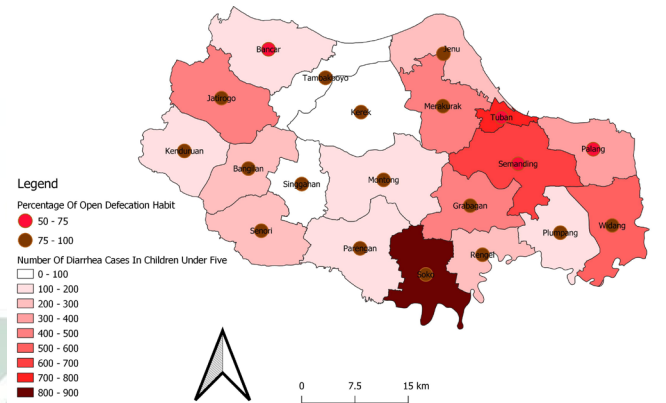 Bancar
Jenu
Tambakboyo
Jatirogo
Kerek
Merakurak
Tuban
Palang
Kenduruan
Semanding
Bangilan
Singgahan
Montong
Grabagan
Senori
Plumpang
Widang
Parengan
Rengel
Soko
Legend
Percentage Of Open Defecation Habit
50 - 75
75 - 100
Number Of Diarrhea Cases In Children Under Five
0 - 100
100 - 200
200 - 300
300 - 400
400 - 500
500 - 600
600 - 700
700 - 800
800 - 900
0 7.5 15 km